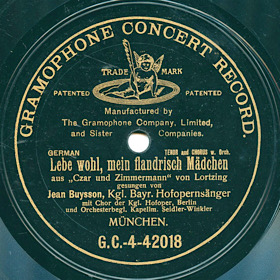 GRAMOPHONE CONCERT RECORD.
TRADE MARK
PATENTED PATENTED
Manufactured by
The Gramophone Company, Limited,
and Sister Companies.
GERMAN TENOR and CHORUS w. Orch.
Lebe wohl, mein flandrisch Mädchen
aus „Czar und Zimmermann" von Lortzing
gesungen von
Jean Buysson, Kgl. Bayr. Hofopernsänger
mit Chor der Kgl. Hofoper, Berlin
und Orchesterbegl. Kapellm. Seidler-Winkler
MÜNCHEN.
G.C.-4-42018